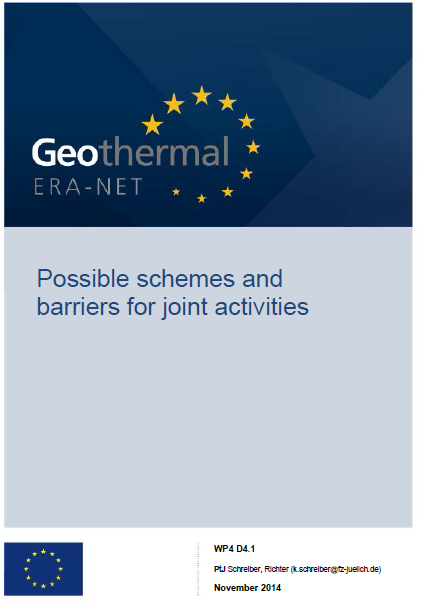 Geothermal
ERA-NET
Possible schemes and
barriers for joint activities
WP4 D4.1
PtJ Schreiber, Richter (k.schreiber@fz-juelich.de)
November 2014